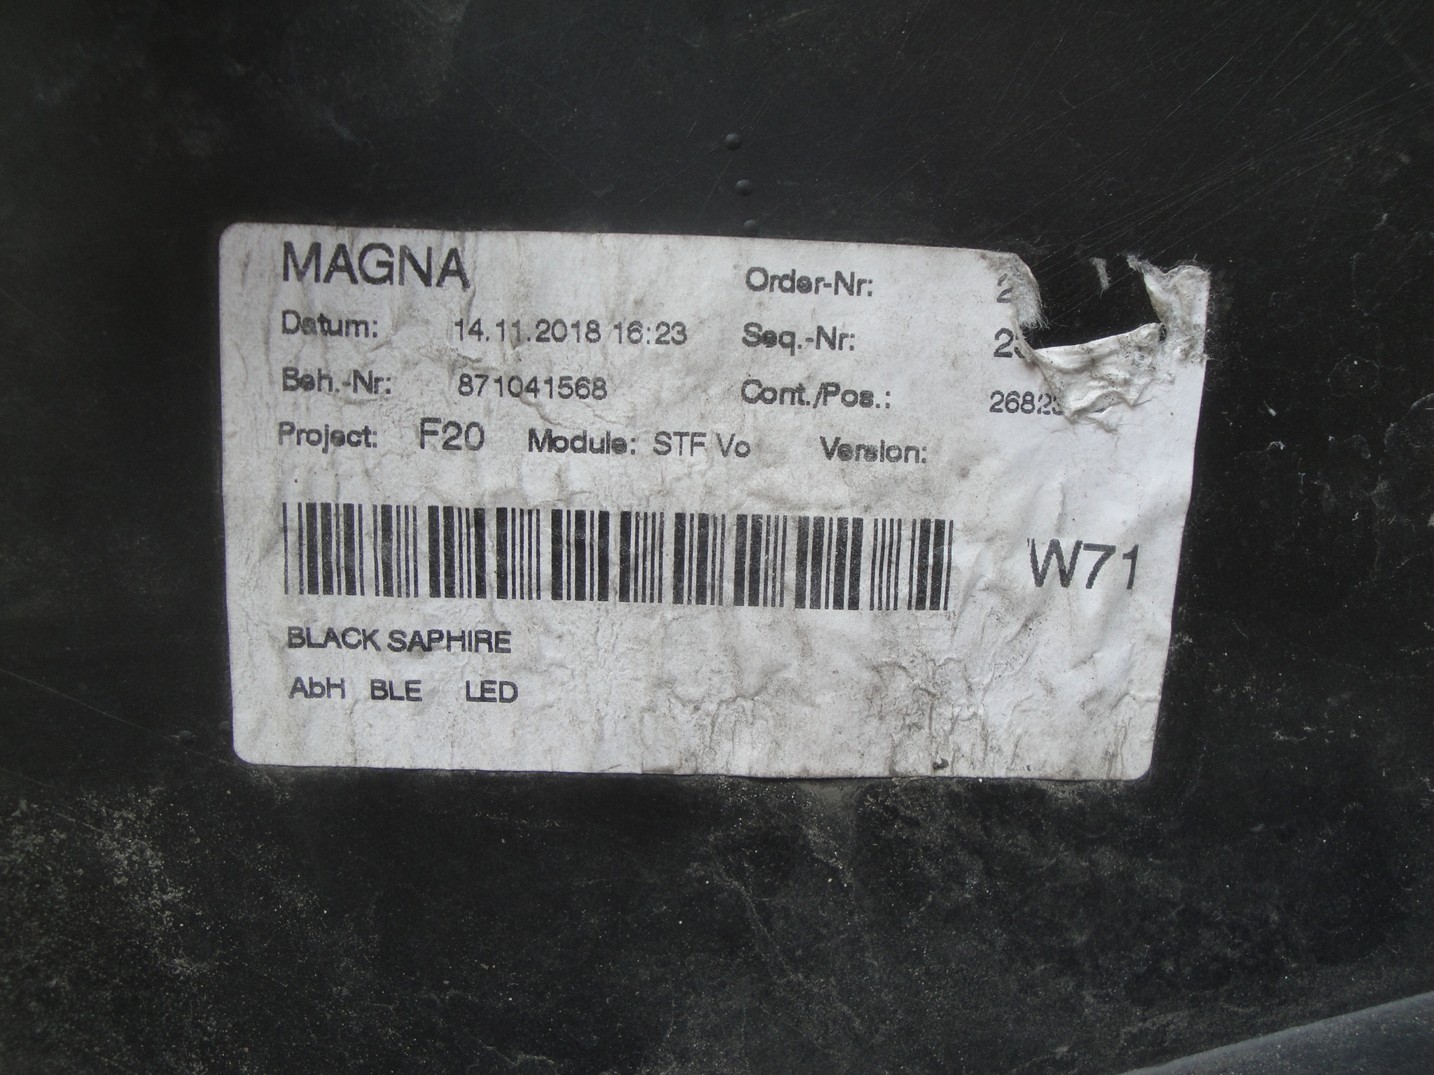 MAGNA
Order-Nr:
Datum: 14.11.2018 16:23 Seq.-Nr:
Beh.-Nr: 871041568 Cont./Pos.: 2682
Project: F20 Module: STF Vo Version:
W71
BLACK SAPHIRE
AbH BLE LED